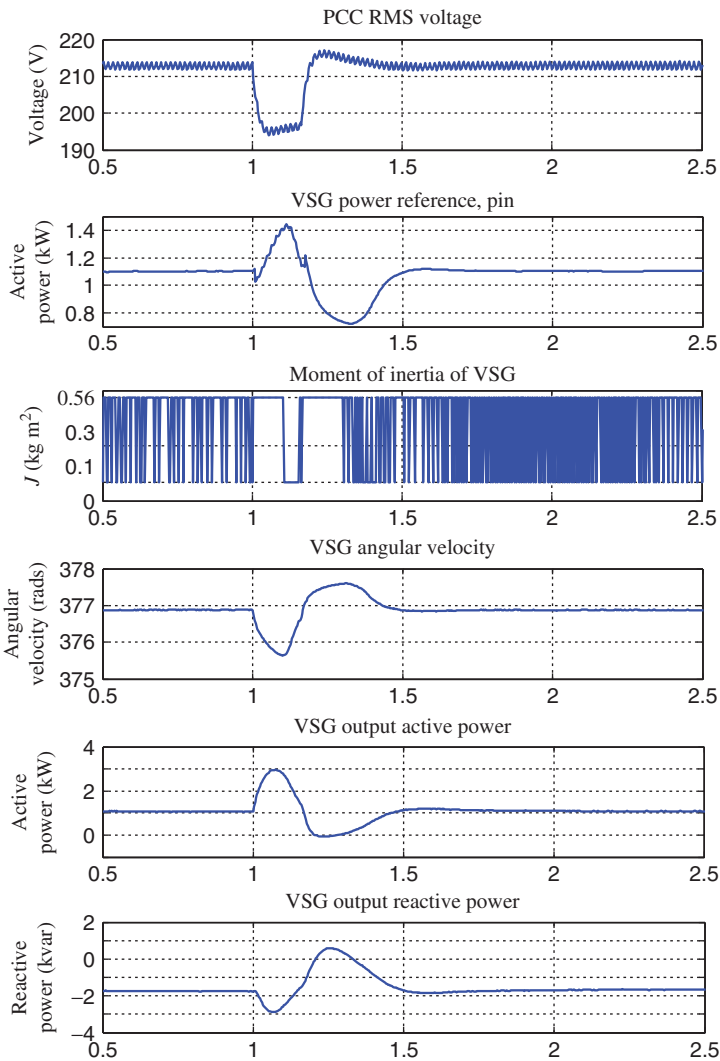 PCC RMS voltage
Voltage (V)
220
210
200
190
0.5 1 1.5 2 2.5
VSG power reference, pin
Active
power (kW)
1.4
1.2
1
0.8
0.5 1 1.5 2 2.5
Moment of inertia of VSG
J (kg m²)
0.56
0.3
0.1
0
0.5 1 1.5 2 2.5
VSG angular velocity
Angular
velocity (rads)
378
377
376
375
0.5 1 1.5 2 2.5
VSG output active power
Active
power (kW)
4
2
0
0.5 1 1.5 2 2.5
VSG output reactive power
Reactive
power (kvar)
2
0
−2
−4
0.5 1 1.5 2 2.5